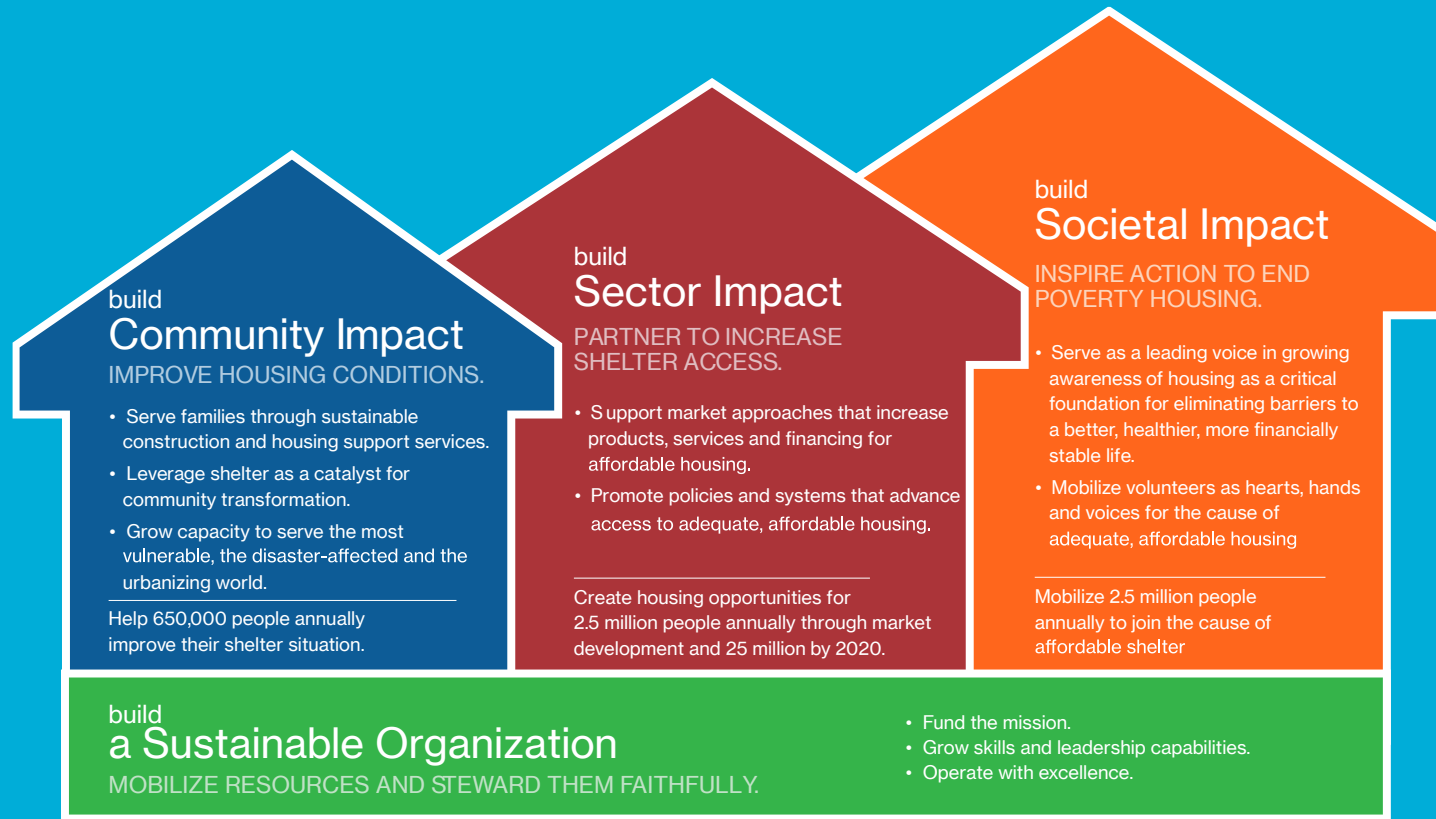 build
Community Impact
IMPROVE HOUSING CONDITIONS.
• Serve families through sustainable
construction and housing support services.
• Leverage shelter as a catalyst for
community transformation.
• Grow capacity to serve the most
vulnerable, the disaster-affected and the
urbanizing world.
Help 650,000 people annually
improve their shelter situation.
build
Sector Impact
PARTNER TO INCREASE
SHELTER ACCESS.
• Support market approaches that increase
products, services and financing for
affordable housing.
• Promote policies and systems that advance
access to adequate, affordable housing.
Create housing opportunities for
2.5 million people annually through market
development and 25 million by 2020.
build
Societal Impact
INSPIRE ACTION TO END
POVERTY HOUSING.
• Serve as a leading voice in growing
awareness of housing as a critical
foundation for eliminating barriers to
a better, healthier, more financially
stable life.
• Mobilize volunteers as hearts, hands
and voices for the cause of
adequate, affordable housing
Mobilize 2.5 million people
annually to join the cause of
affordable shelter
build
a Sustainable Organization
MOBILIZE RESOURCES AND STEWARD THEM FAITHFULLY.
• Fund the mission.
• Grow skills and leadership capabilities.
• Operate with excellence.